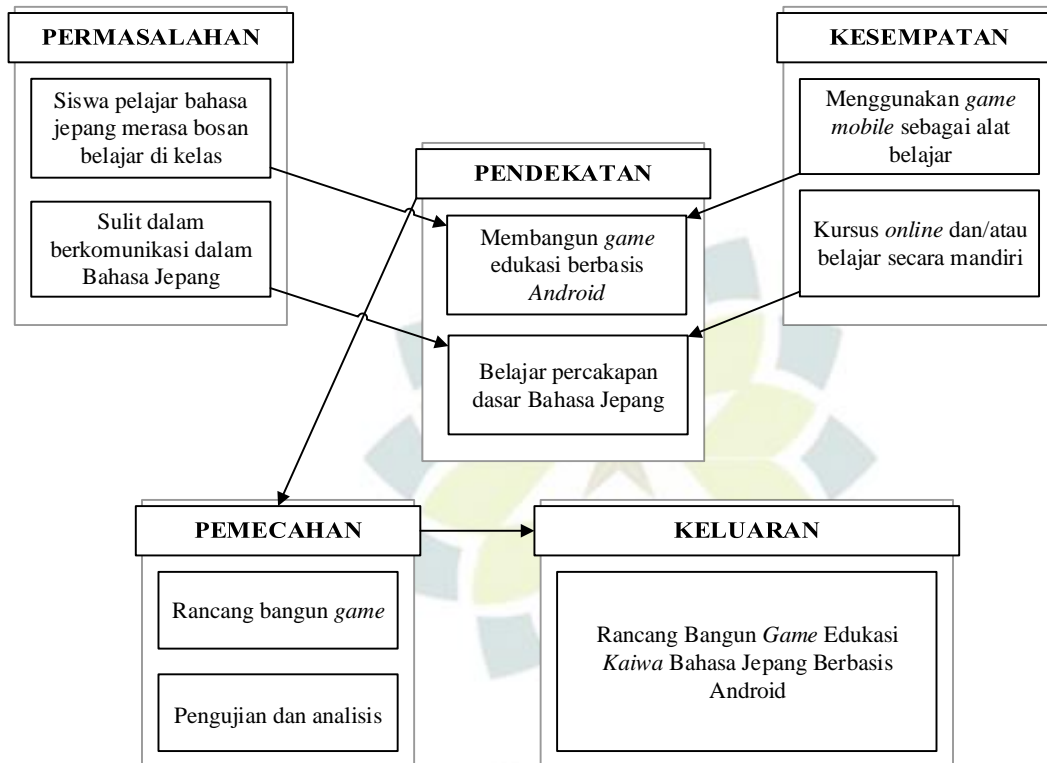 PERMASALAHAN
Siswa pelajar bahasa
jepang merasa bosan
belajar di kelas
Sulit dalam
berkomunikasi dalam
Bahasa Jepang
KESEMPATAN
Menggunakan game
mobile sebagai alat
belajar
Kursus online dan/atau
belajar secara mandiri
PENDEKATAN
Membangun game
edukasi berbasis
Android
Belajar percakapan
dasar Bahasa Jepang
PEMECAHAN
Rancang bangun game
Pengujian dan analisis
KELUARAN
Rancang Bangun Game Edukasi
Kaiwa Bahasa Jepang Berbasis
Android